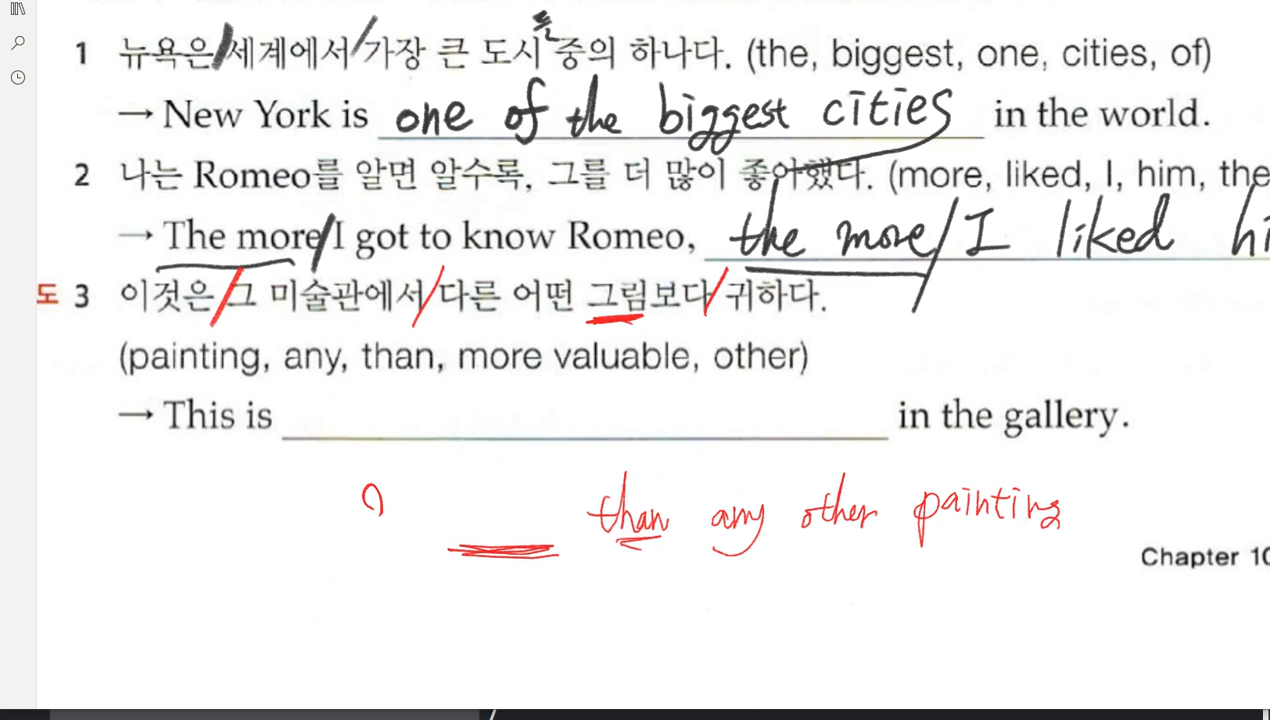 1 뉴욕은/세계에서/가장 큰 도시들 중의 하나다. (the, biggest, one, cities, of)
→ New York is one of the biggest cities in the world.
2 나는 Romeo를 알면 알수록, 그를 더 많이 좋아했다. (more, liked, I, him, the
→ The more/I got to know Romeo, the more/I liked hi
도 3 이것은/그 미술관에서/다른 어떤 그림보다/귀하다.
(painting, any, than, more valuable, other)
→ This is in the gallery.
than any other painting
Chapter 10